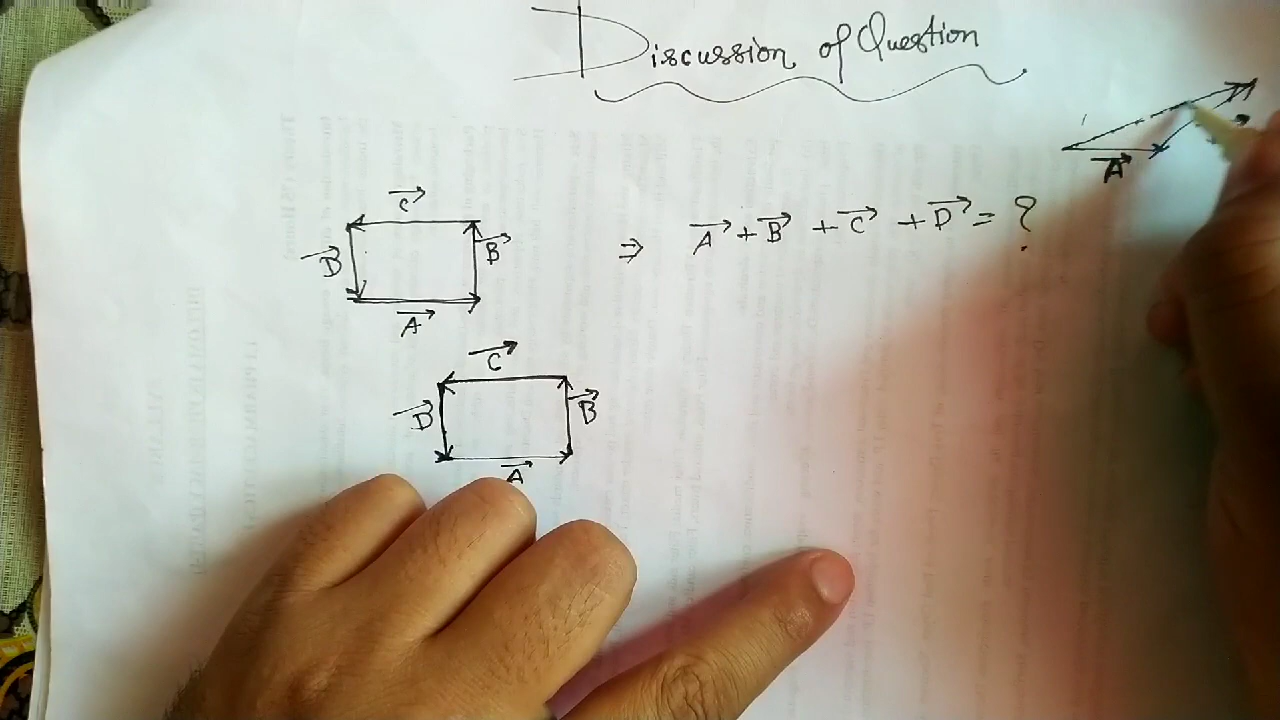 Discussion of Question
A
C
D
B
⇒ A + B + C + D = ?
A
C
D
B
A